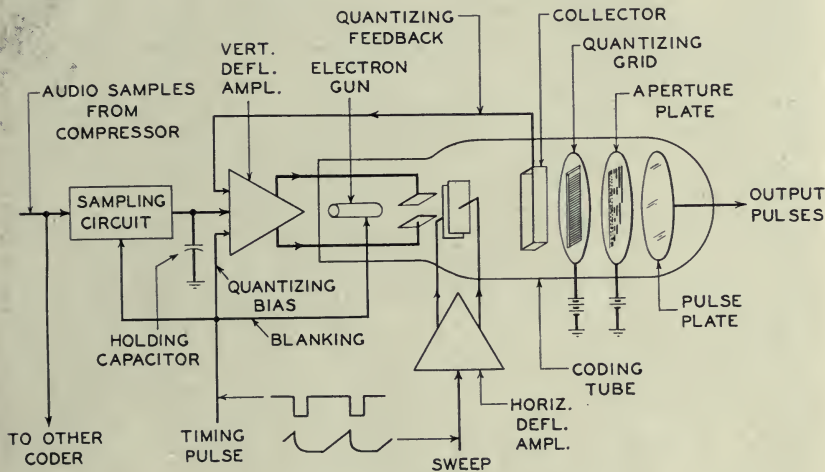 QUANTIZING
FEEDBACK
COLLECTOR
QUANTIZING
GRID
VERT.
DEFL.
AMPL.
ELECTRON
GUN
APERTURE
PLATE
AUDIO SAMPLES
FROM
COMPRESSOR
SAMPLING
CIRCUIT
OUTPUT
PULSES
QUANTIZING
BIAS
PULSE
PLATE
HOLDING
CAPACITOR
BLANKING
CODING
TUBE
TO OTHER
CODER
TIMING
PULSE
SWEEP
HORIZ.
DEFL.
AMPL.